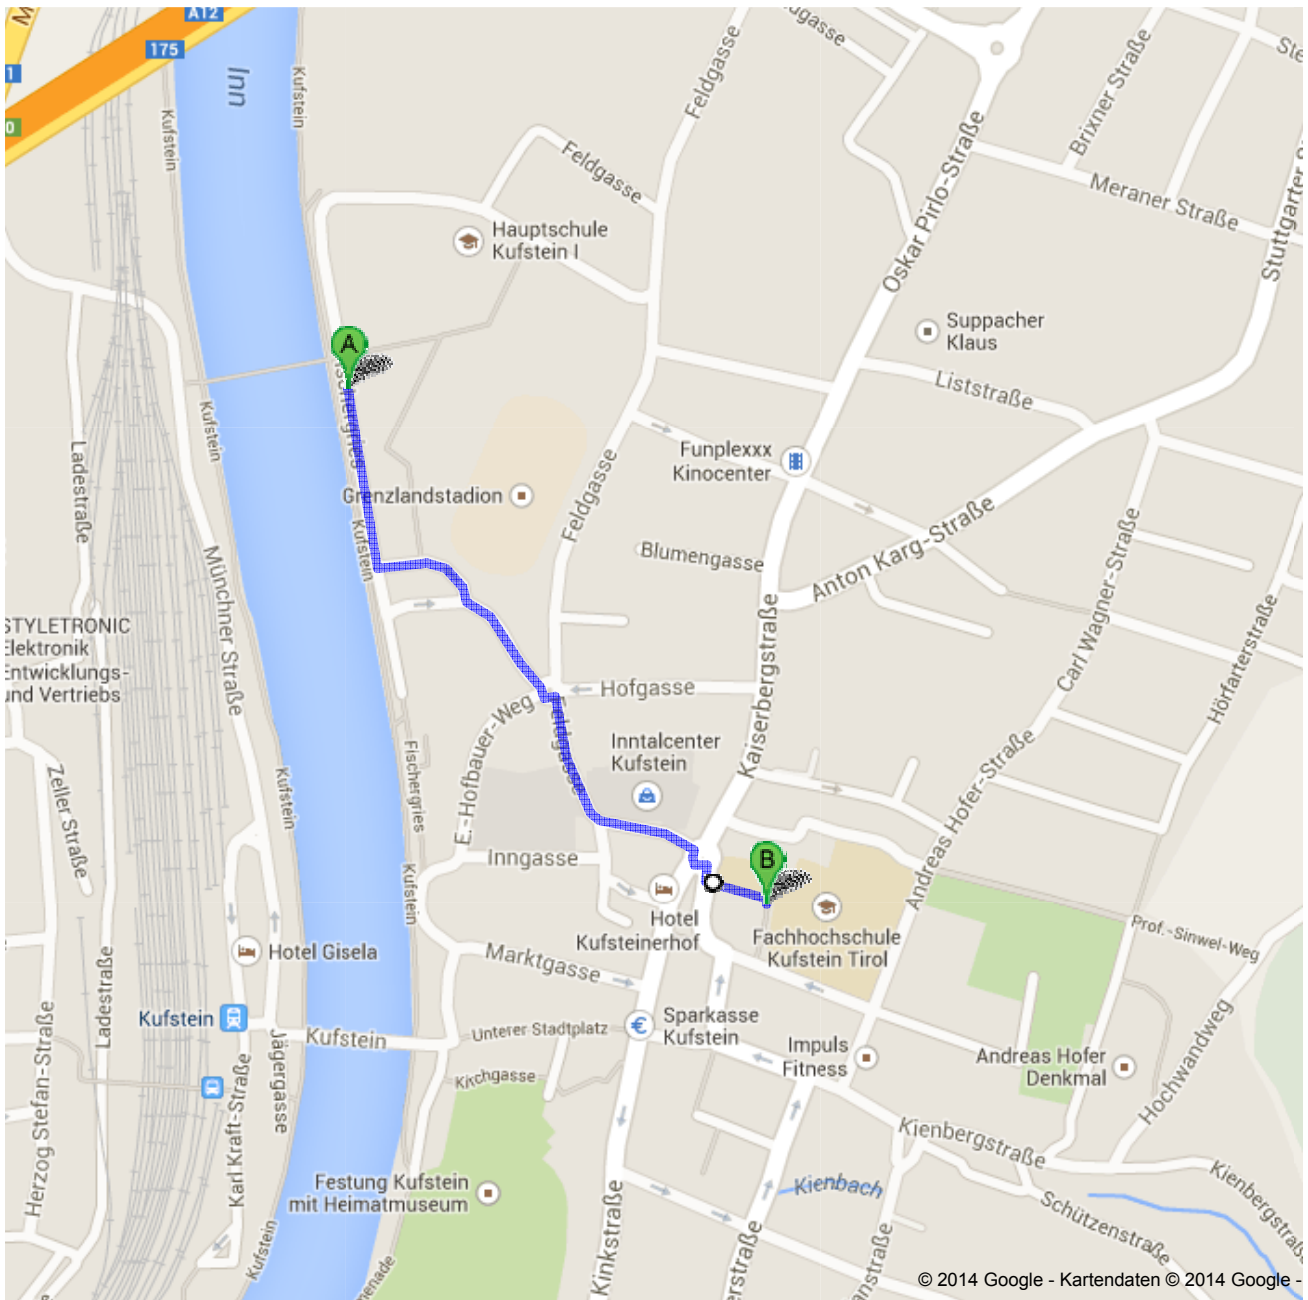 A12
175
1
0
Inn
Kufstein
Kufstein
Feldgasse
Feldgasse
Oskar Pirlo-Straße
Brixner Straße
Meraner Straße
Hauptschule
Kufstein I
Suppacher
Klaus
Liststraße
A
Kufstein
Ladestraße
Funplexxx
Kinocenter
Grenzlandstadion
Feldgasse
Kufstein
Blumengasse
Anton Karg-Straße
Carl Wagner-Straße
Münchner Straße
Kaiserbergstraße
Hörfarterstraße
STYLETRONIC
Elektronik
Entwicklungs-
und Vertriebs
Hofgasse
E.-Hofbauer-Weg
Feldgasse
Inntalcenter
Kufstein
Andreas Hofer-Straße
Zeller Straße
Kufstein
Fischergries
Inngasse
B
Kufstein
Hotel
Kufsteinerhof
Fachhochschule
Kufstein Tirol
Prof.-Sinwel-Weg
Hotel Gisela
Marktgasse
Ladestraße
Kufstein
Kufstein
Unterer Stadtplatz
Sparkasse
Kufstein
€
Impuls
Fitness
Andreas Hofer
Denkmal
Hochwandweg
Herzog Stefan-Straße
Karl Kraft-Straße
Jägergasse
Kirchgasse
Kienbergstraße
Festung Kufstein
mit Heimatmuseum
Kienbach
Kienbergstraße
Schützenstraße
Kinkstraße
Kufstein
© 2014 Google - Kartendaten © 2014 Google -